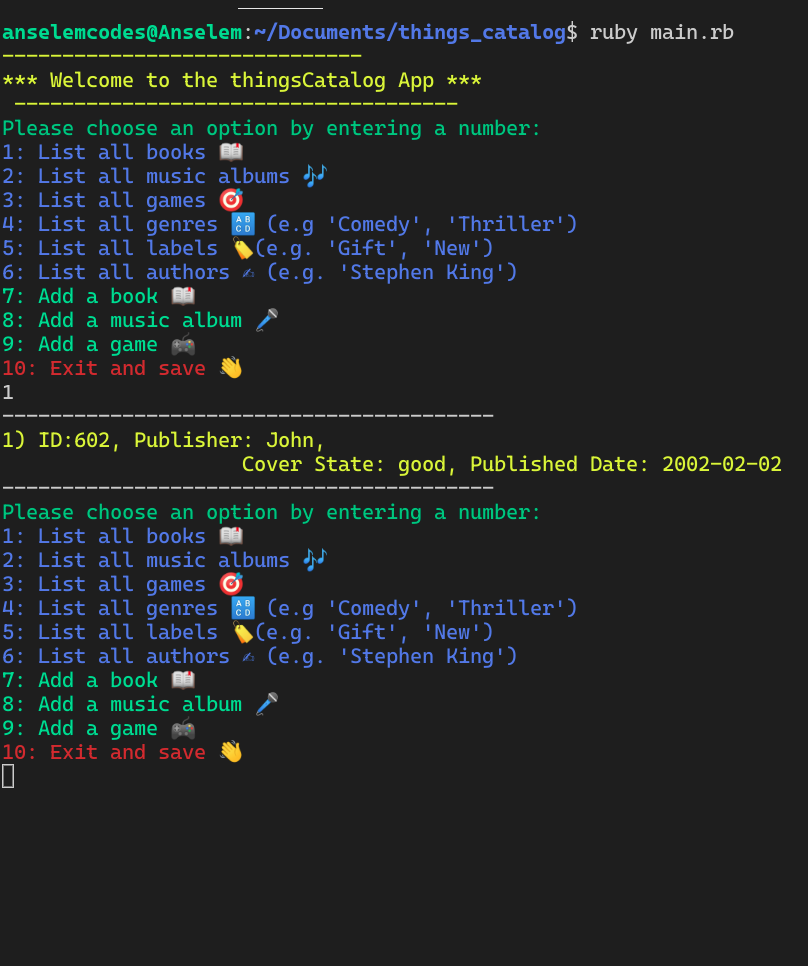 anselemcodes@Anselem:~/Documents/things_catalog$ ruby main.rb
------------------------------
*** Welcome to the thingsCatalog App ***
 -------------------------------------
Please choose an option by entering a number:
1: List all books 📖
2: List all music albums 🎶
3: List all games 🎯
4: List all genres 🔠 (e.g 'Comedy', 'Thriller')
5: List all labels 🏷️(e.g. 'Gift', 'New')
6: List all authors ✍ (e.g. 'Stephen King')
7: Add a book 📖
8: Add a music album 🎤
9: Add a game 🎮
10: Exit and save 👋
1
-----------------------------------------
1) ID:602, Publisher: John,
                    Cover State: good, Published Date: 2002-02-02
-----------------------------------------
Please choose an option by entering a number:
1: List all books 📖
2: List all music albums 🎶
3: List all games 🎯
4: List all genres 🔠 (e.g 'Comedy', 'Thriller')
5: List all labels 🏷️(e.g. 'Gift', 'New')
6: List all authors ✍ (e.g. 'Stephen King')
7: Add a book 📖
8: Add a music album 🎤
9: Add a game 🎮
10: Exit and save 👋